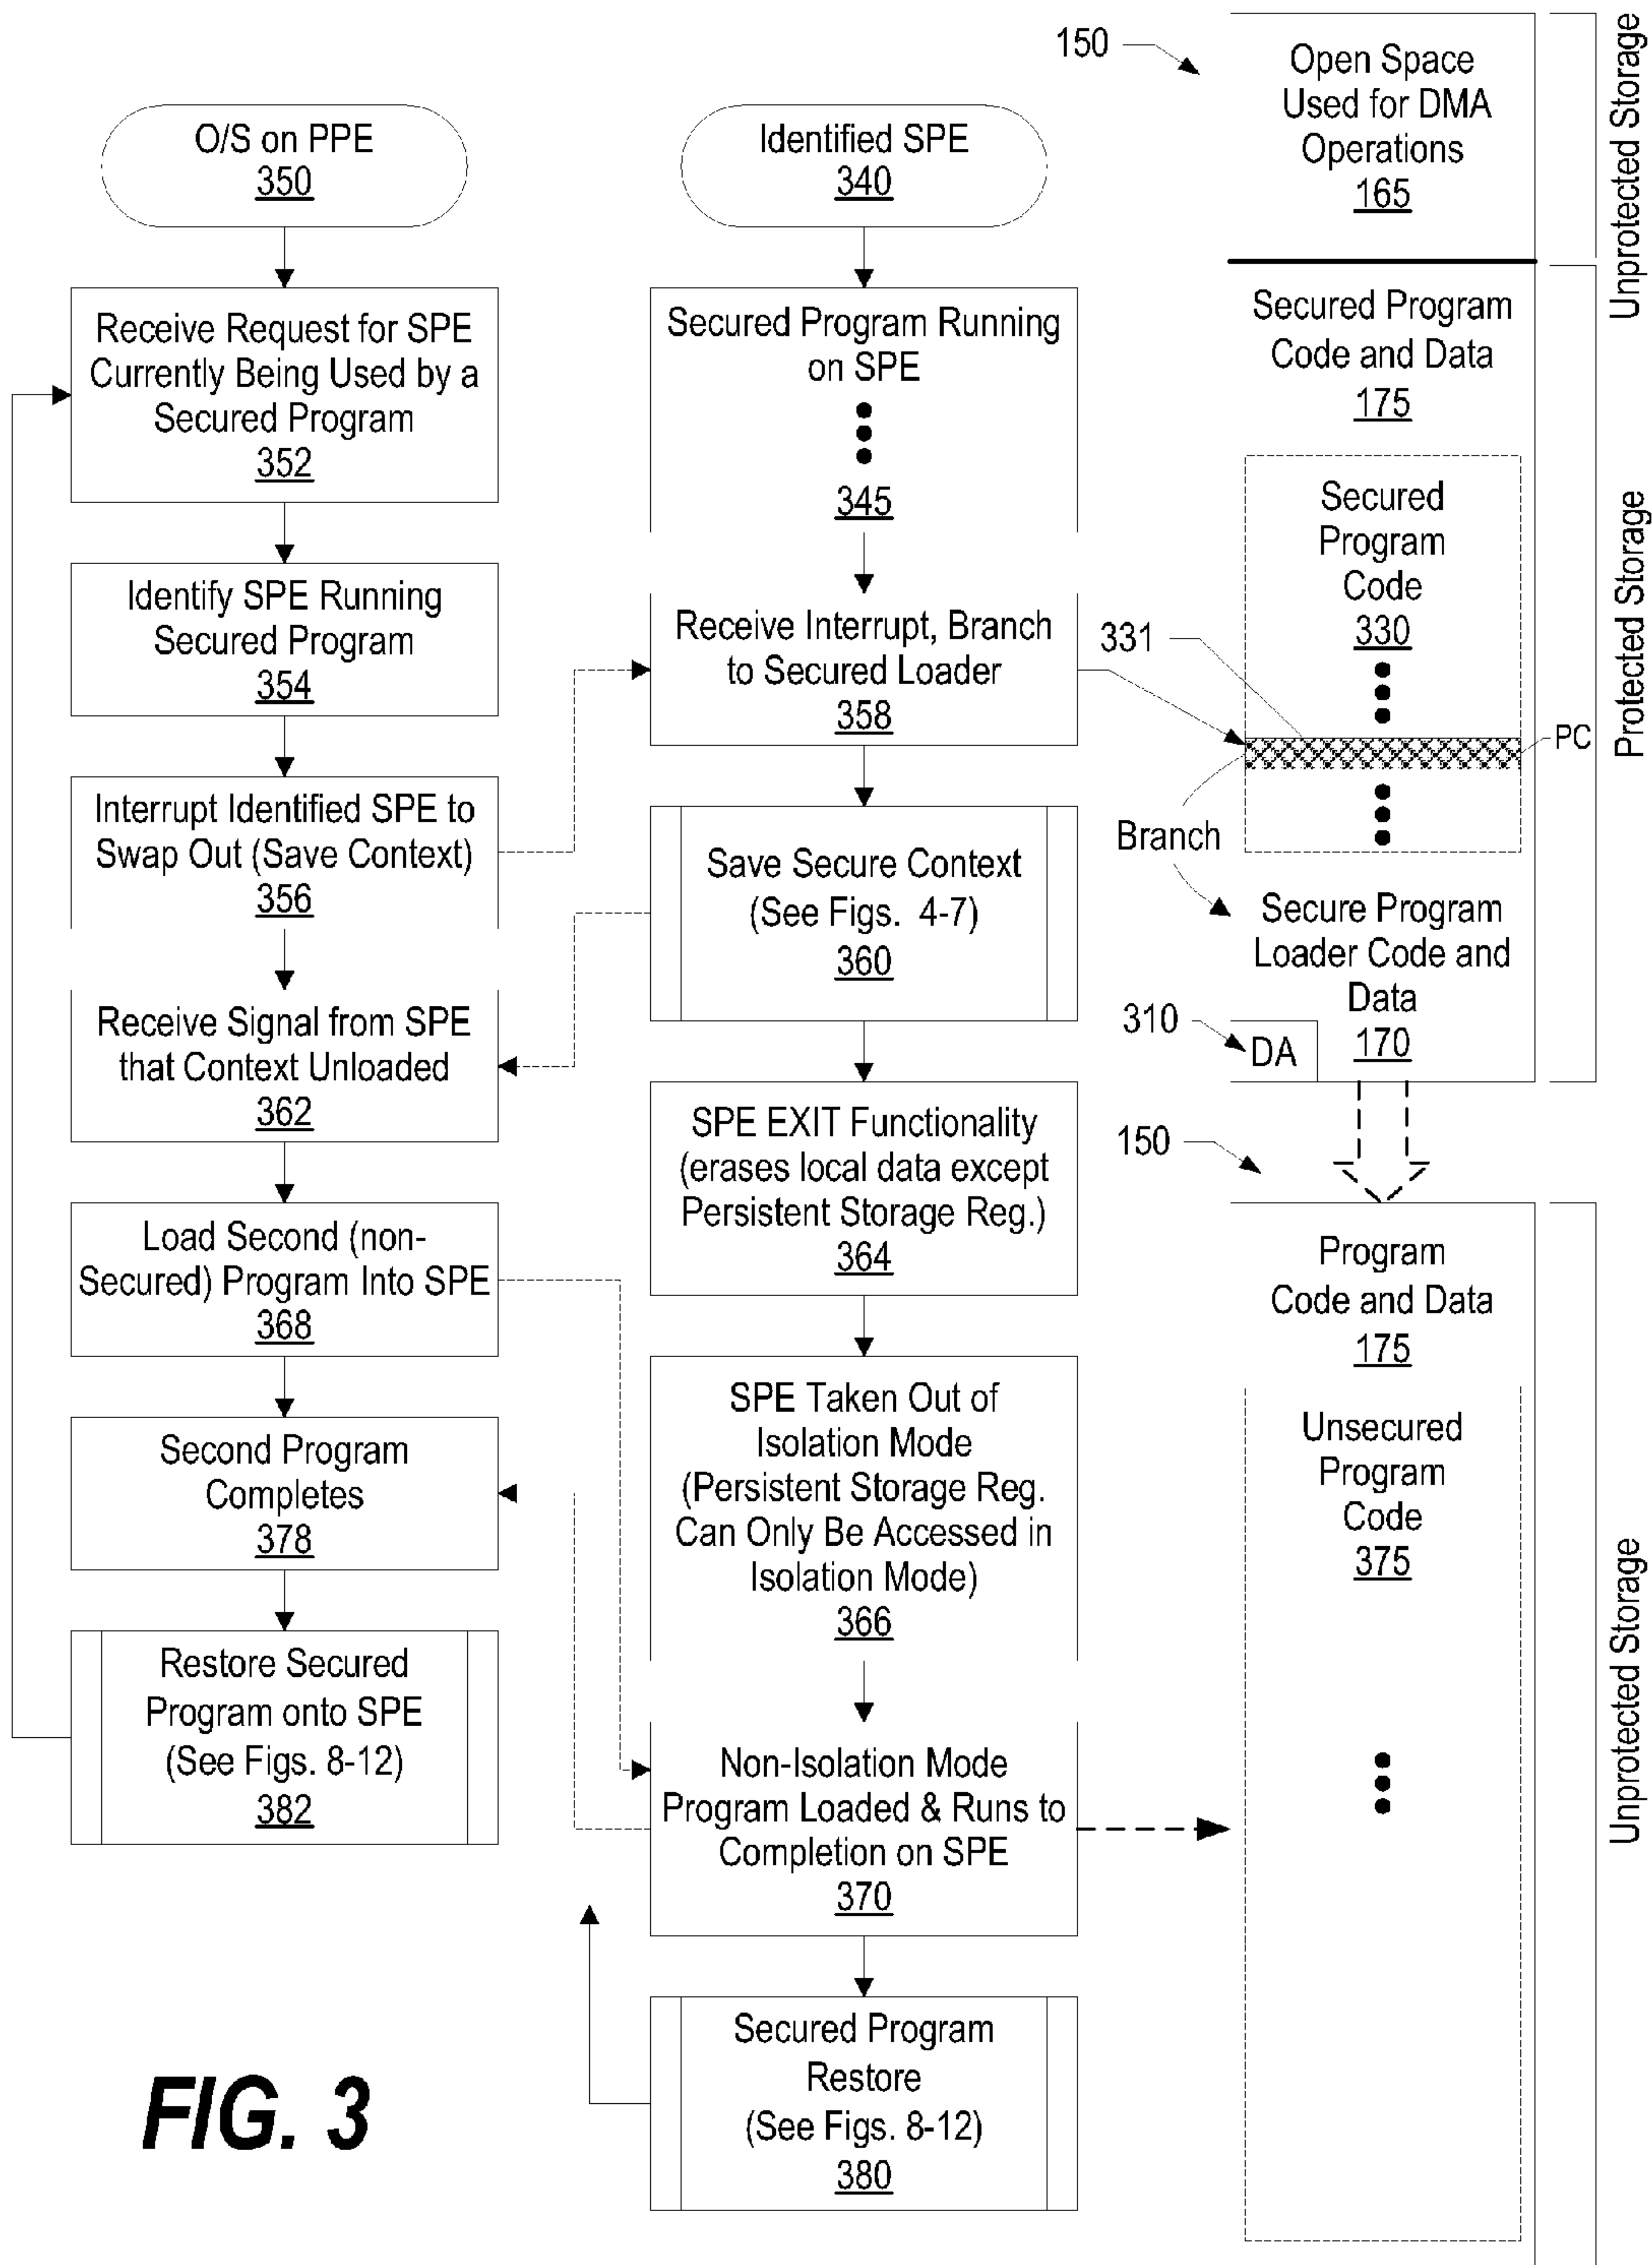 O/S on PPE
350
Receive Request for SPE
Currently Being Used by a
Secured Program
352
Identify SPE Running
Secured Program
354
Interrupt Identified SPE to
Swap Out (Save Context)
356
Receive Signal from SPE
that Context Unloaded
362
Load Second (non-
Secured) Program Into SPE
368
Second Program
Completes
378
Restore Secured
Program onto SPE
(See Figs. 8-12)
382
Identified SPE
340
Secured Program Running
on SPE
345
Receive Interrupt, Branch
to Secured Loader
358
Save Secure Context
(See Figs. 4-7)
360
SPE EXIT Functionality
(erases local data except
Persistent Storage Reg.)
364
SPE Taken Out of
Isolation Mode
(Persistent Storage Reg.
Can Only Be Accessed in
Isolation Mode)
366
Non-Isolation Mode
Program Loaded & Runs to
Completion on SPE
370
Secured Program
Restore
(See Figs. 8-12)
380
150
Open Space
Used for DMA
Operations
165
Unprotected Storage
Secured Program
Code and Data
175
Secured
Program
Code
330
331
PC
Branch
Secure Program
Loader Code and
Data
170
310
DA
Protected Storage
150
Program
Code and Data
175
Unsecured
Program
Code
375
Unprotected Storage
FIG. 3